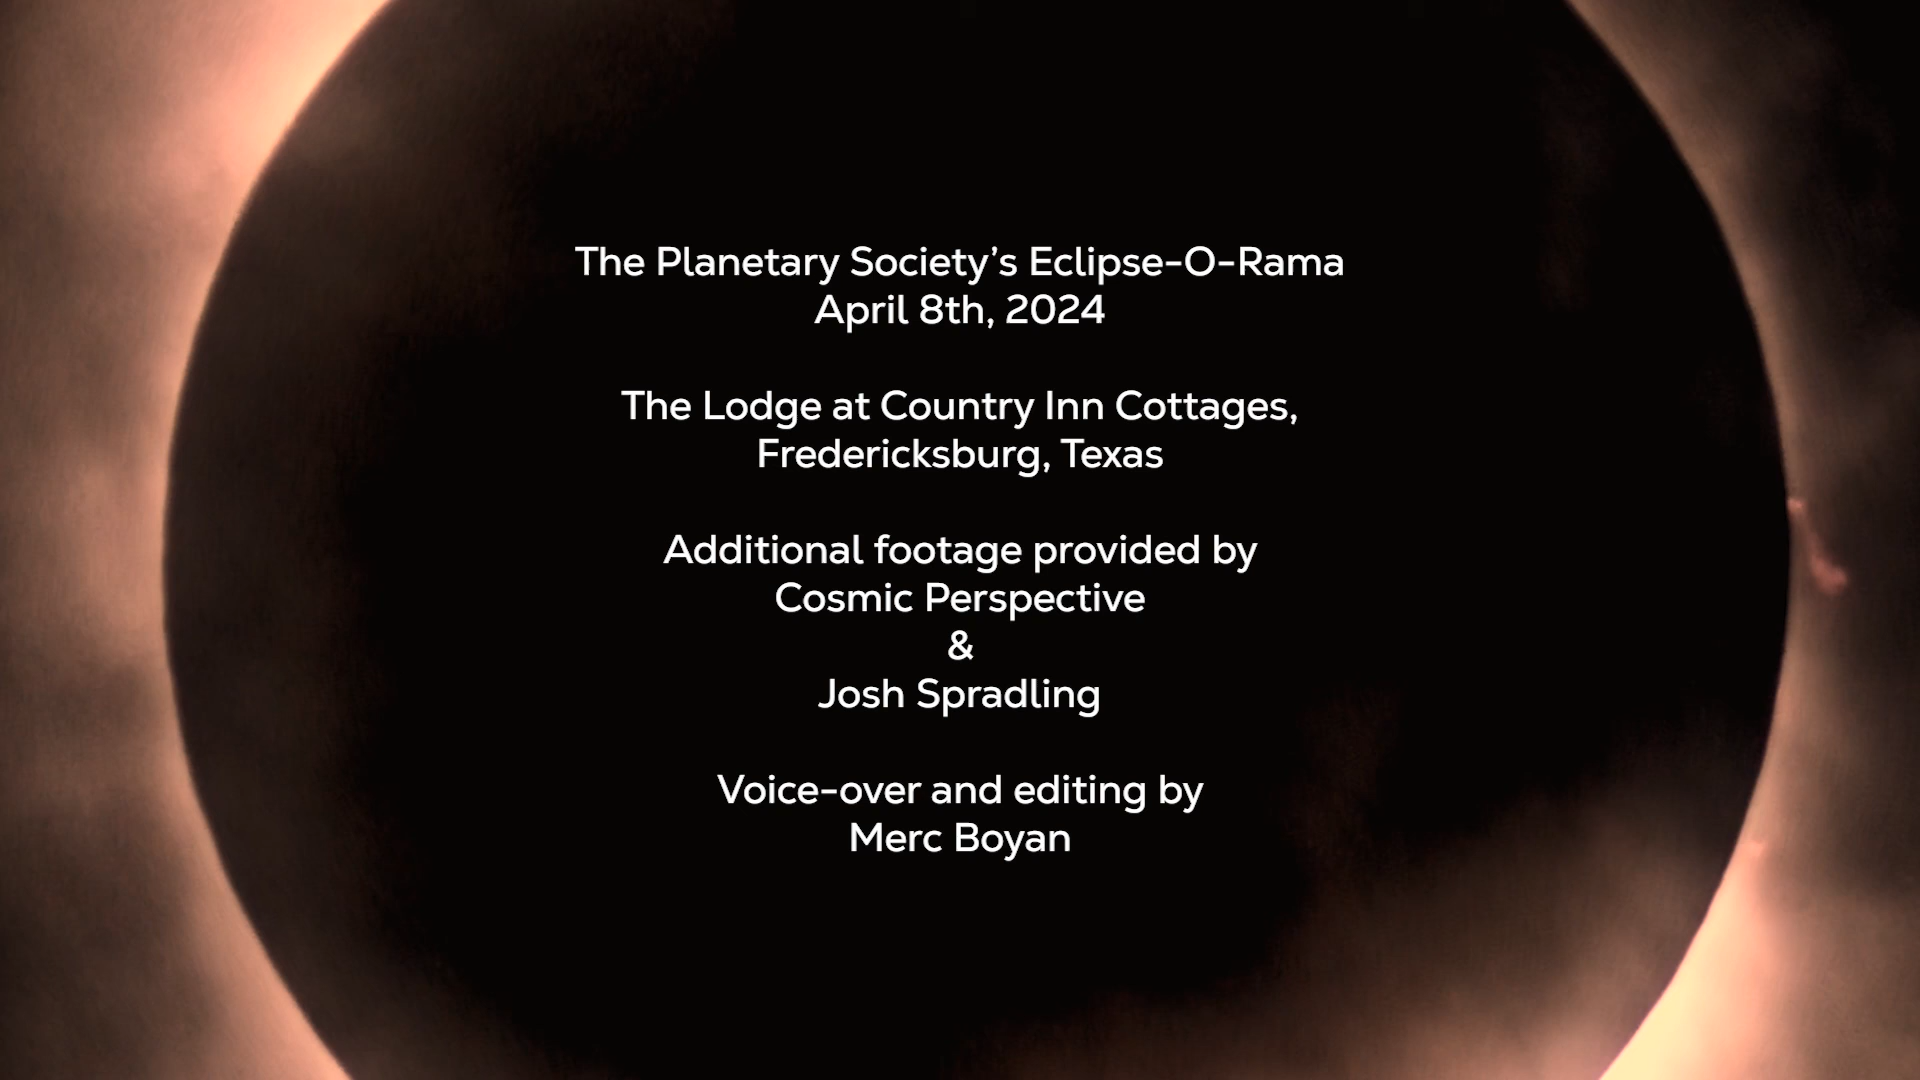 The Planetary Society’s Eclipse-O-Rama
April 8th, 2024
The Lodge at Country Inn Cottages,
Fredericksburg, Texas
Additional footage provided by
Cosmic Perspective
&
Josh Spradling
Voice-over and editing by
Merc Boyan